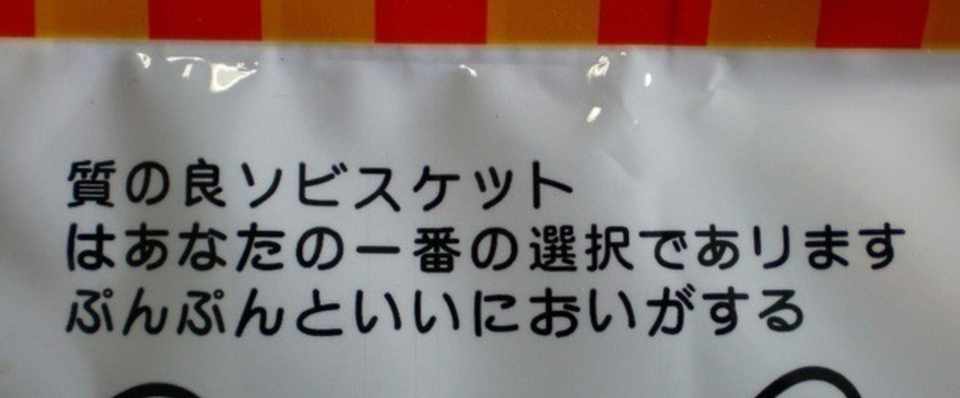 質の良ソビスケット
はあなたの一番の選択であリます
ぷんぷんといいにおいがする